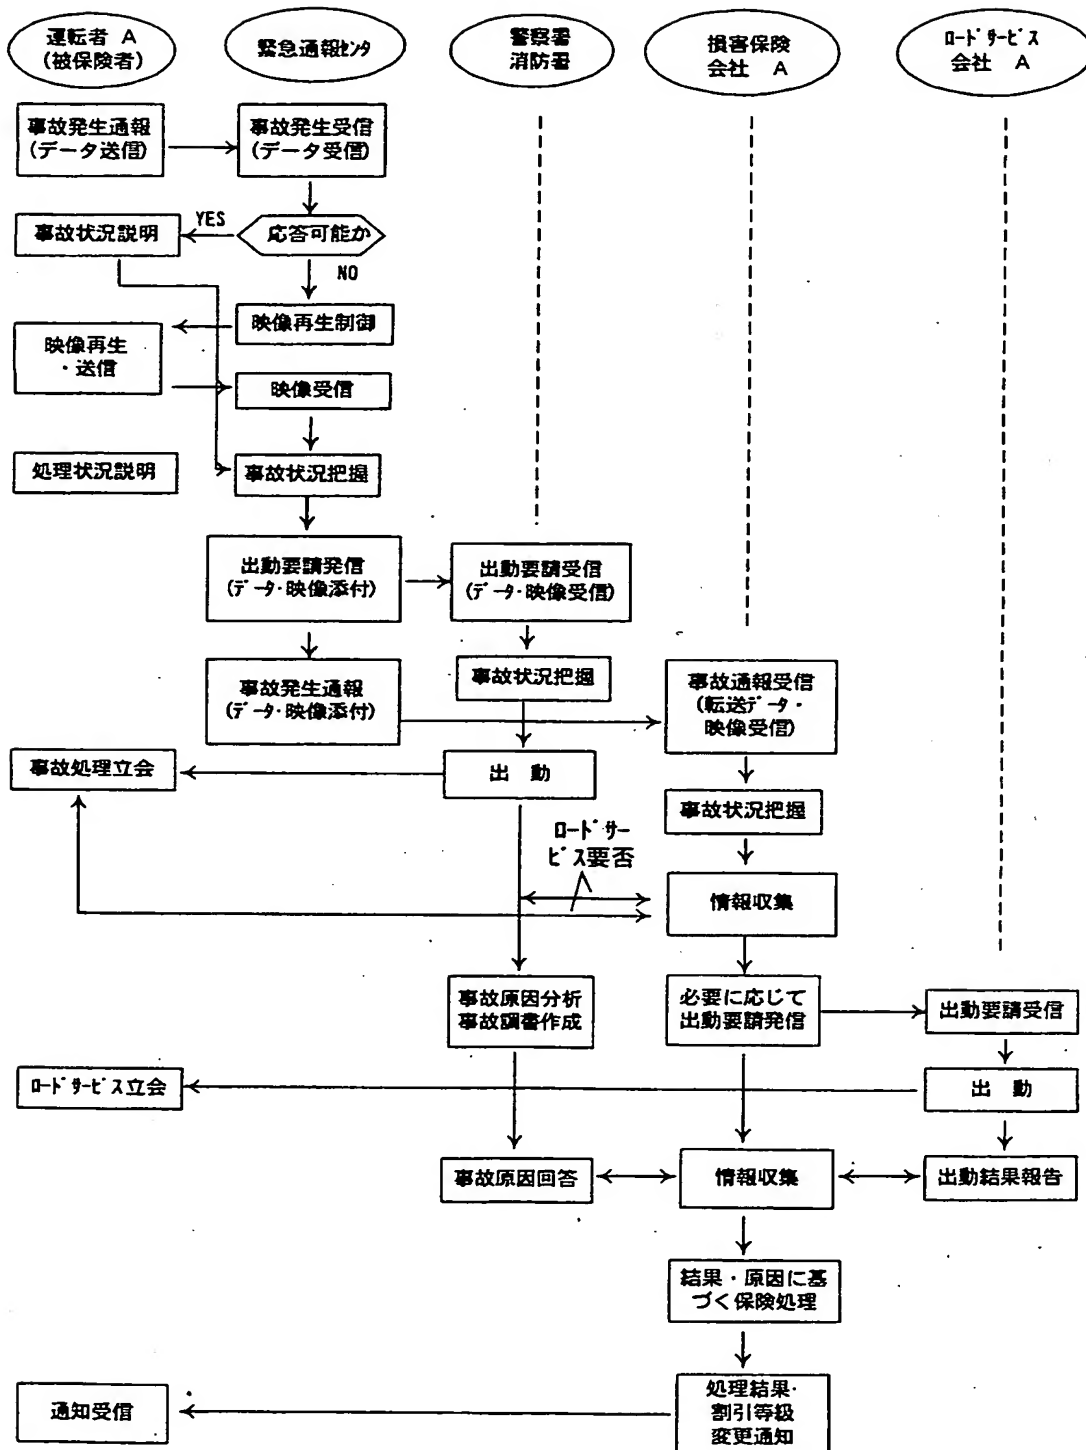 運転者 A
(被保険者)
緊急通報ｾﾝﾀ
警察署
消防署
損害保険
会社 A
ﾛｰﾄﾞｻｰﾋﾞｽ
会社 A
事故発生通報
(データ送信)
事故発生受信
(データ受信)
事故状況説明
YES
応答可能か
NO
映像再生制御
映像再生
・送信
映像受信
処理状況説明
事故状況把握
出動要請発信
(ﾃﾞｰﾀ・映像添付)
出動要請受信
(ﾃﾞｰﾀ・映像受信)
事故発生通報
(ﾃﾞｰﾀ・映像添付)
事故状況把握
事故通報受信
(転送ﾃﾞｰﾀ・
映像受信)
事故処理立会
出 動
事故状況把握
ﾛｰﾄﾞｻｰ
ﾋﾞｽ要否
情報収集
事故原因分析
事故調書作成
必要に応じて
出動要請発信
出動要請受信
ﾛｰﾄﾞｻｰﾋﾞｽ立会
出 動
事故原因回答
情報収集
出動結果報告
結果・原因に基
づく保険処理
通知受信
処理結果・
割引等級
変更通知